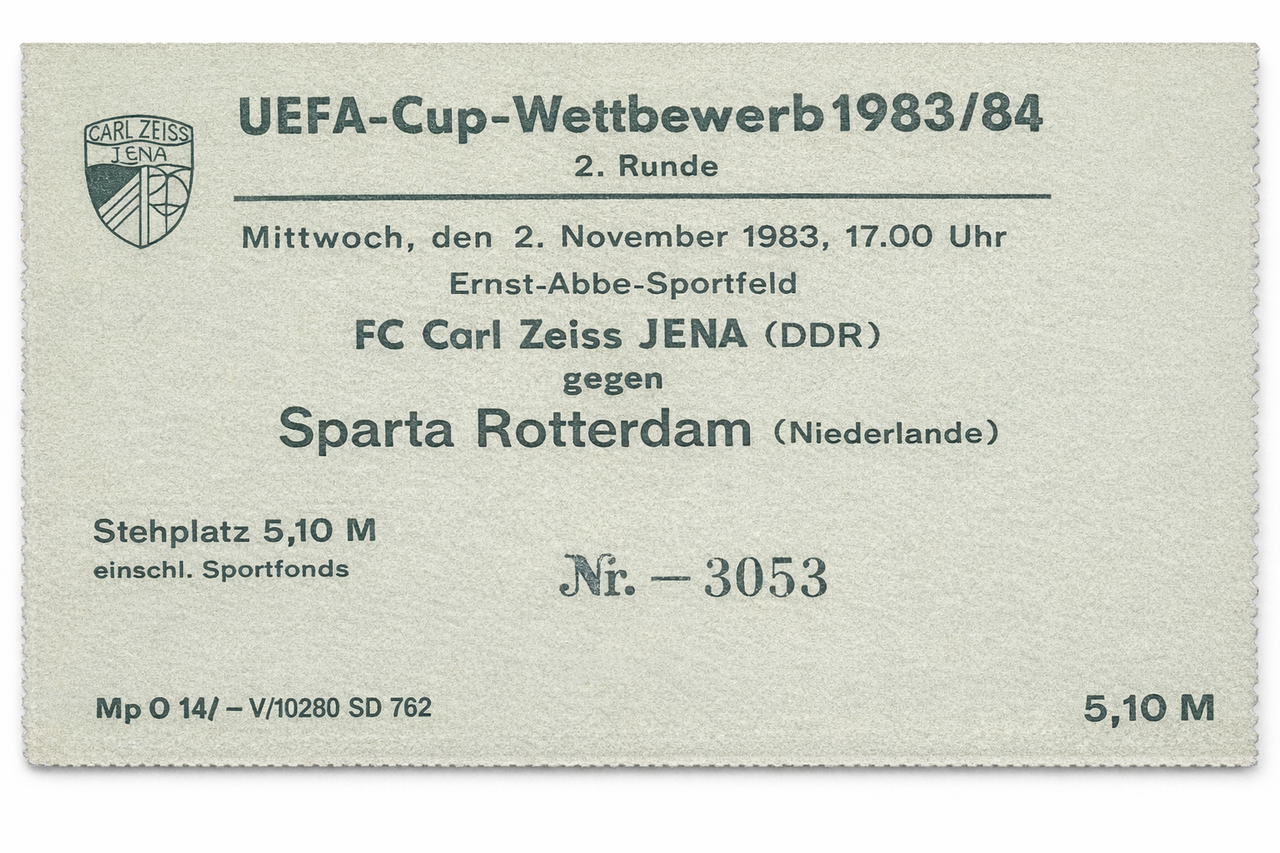 CARL ZEISS
JENA
UEFA-Cup-Wettbewerb 1983/84
2. Runde
Mittwoch, den 2. November 1983, 17.00 Uhr
Ernst-Abbe-Sportfeld
FC Carl Zeiss JENA (DDR)
gegen
Sparta Rotterdam (Niederlande)
Stehplatz 5,10 M
einschl. Sportfonds
Nr. — 3053
Mp O 14/ – V/10280 SD 762
5,10 M